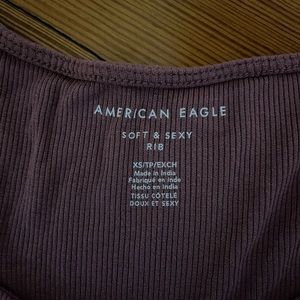 AMERICAN EAGLE
SOFT & SEXY
RIB
XS/TP/EXCH
Made in India
Fabriqué en Inde
Hecho en India
TISSU CÔTELÉ
DOUX ET SEXY